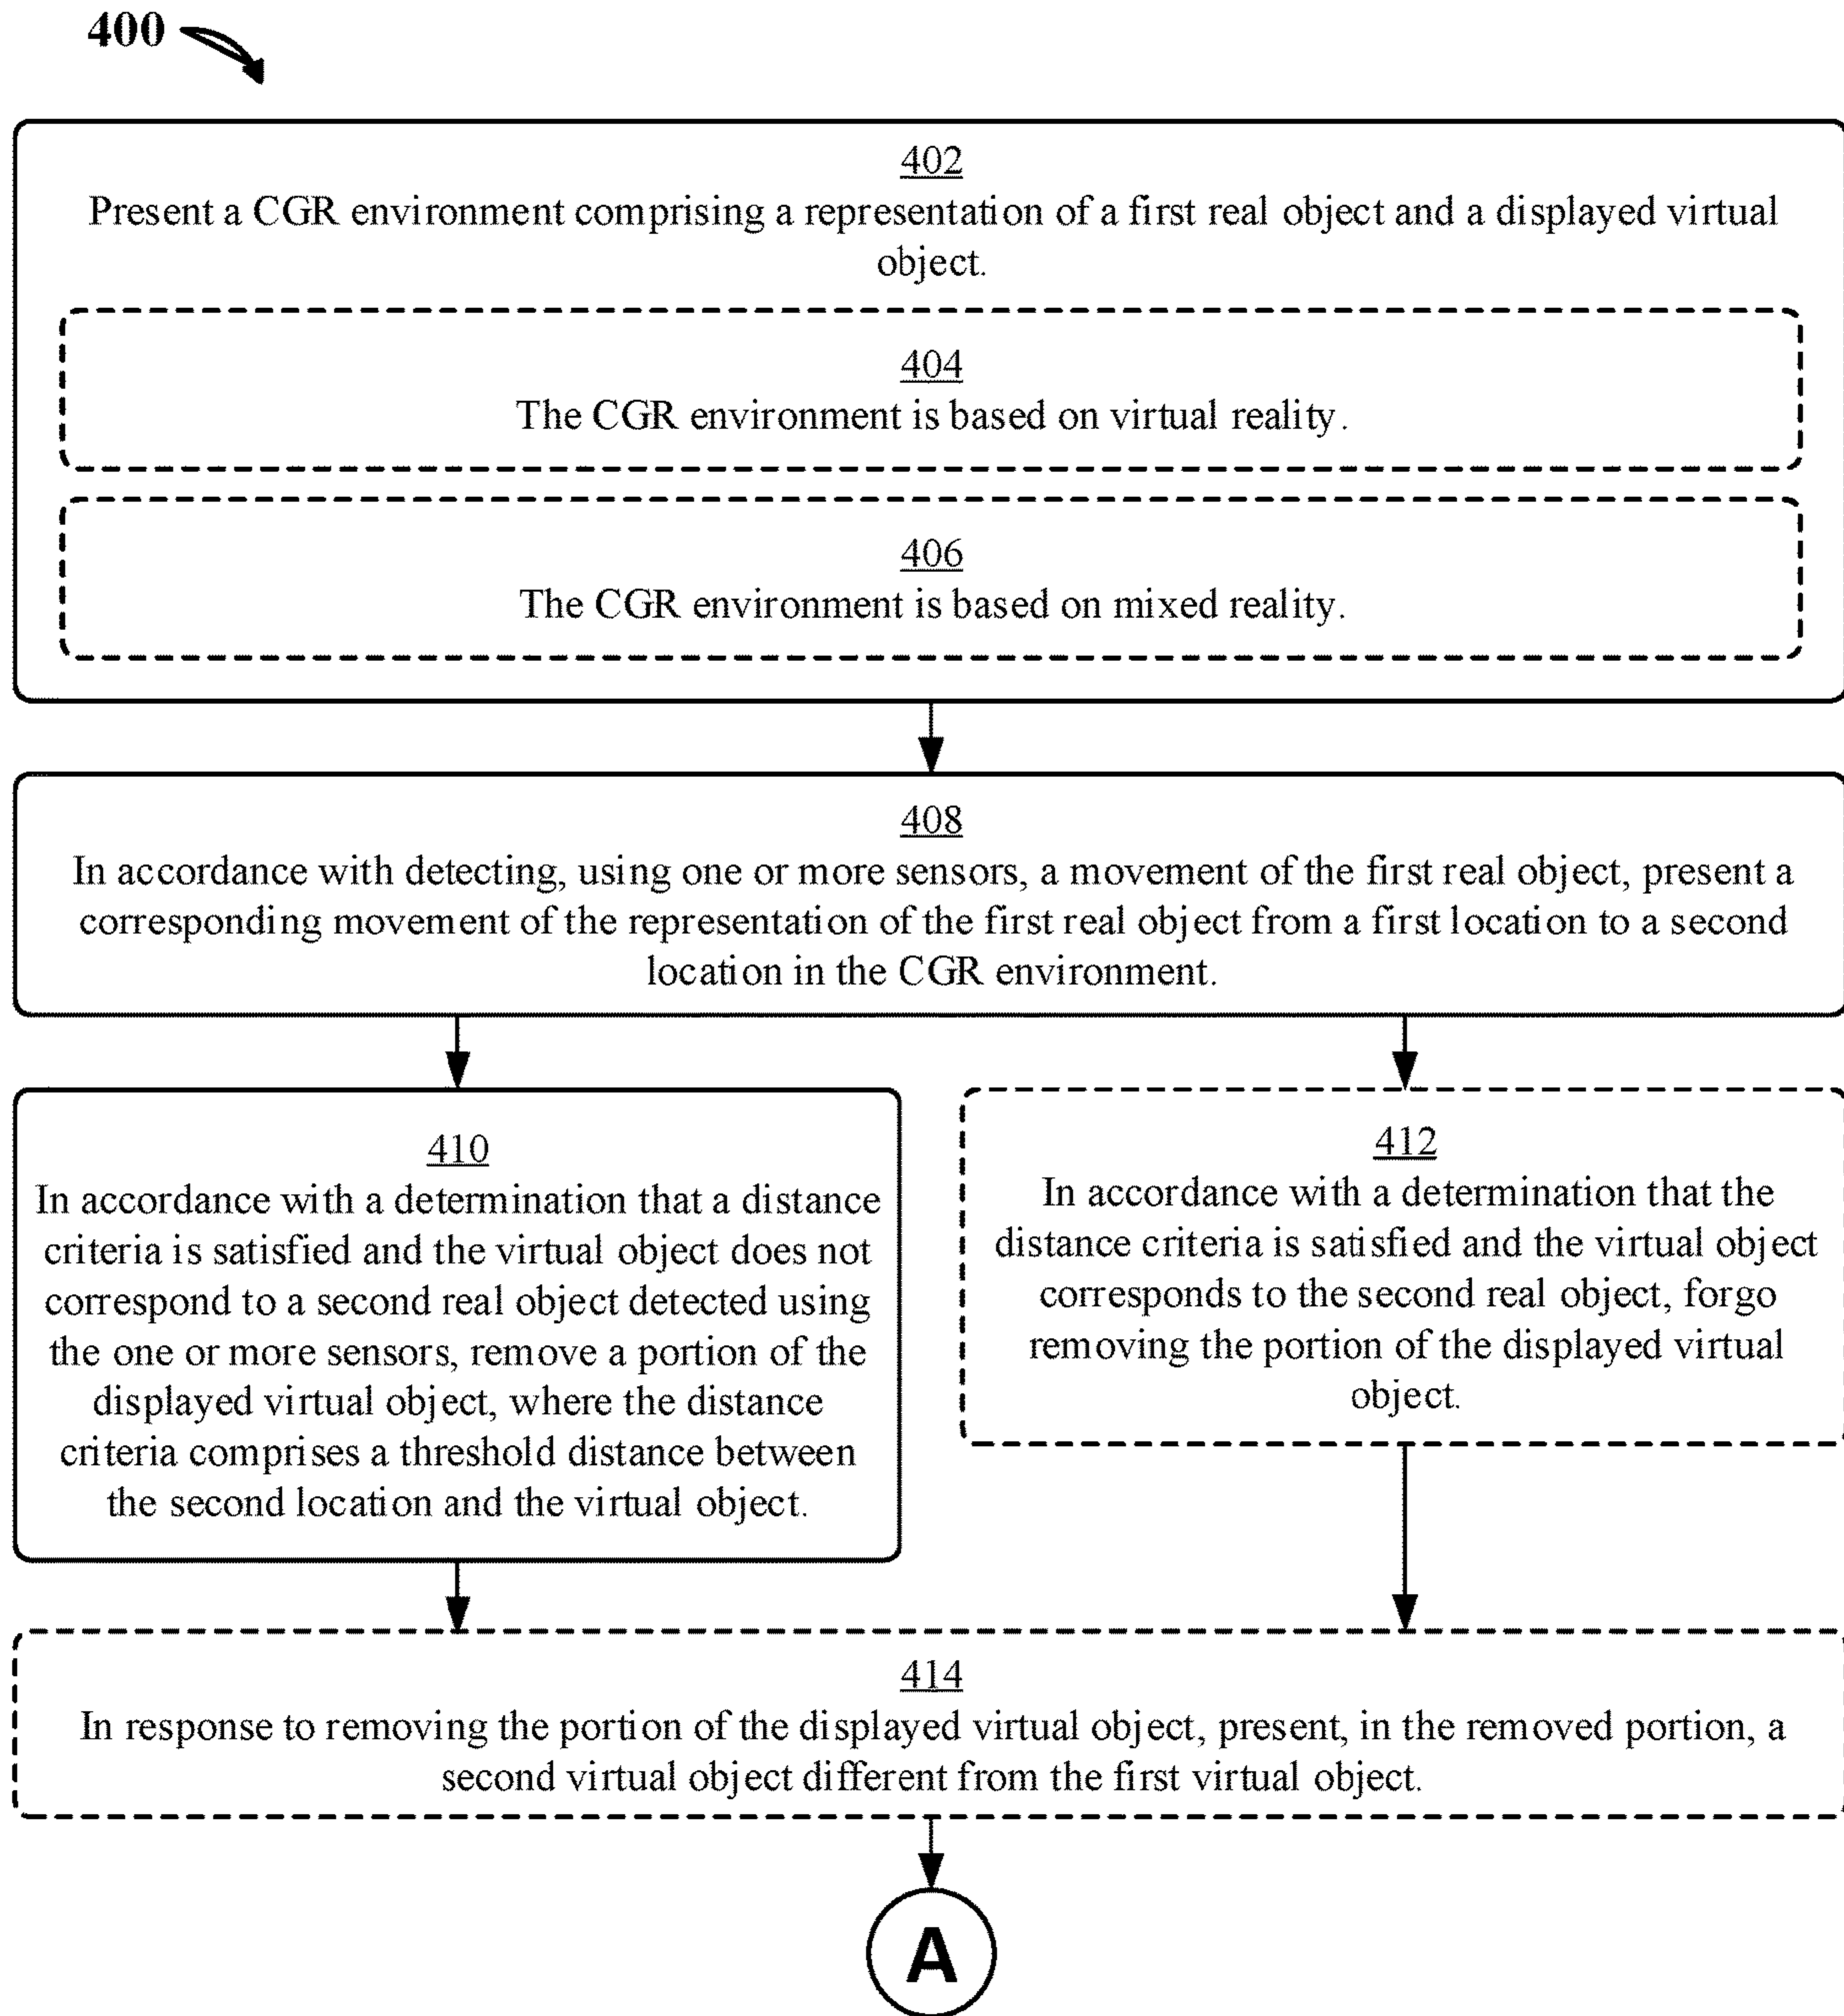 400
402
Present a CGR environment comprising a representation of a first real object and a displayed virtual
object.
404
The CGR environment is based on virtual reality.
406
The CGR environment is based on mixed reality.
408
In accordance with detecting, using one or more sensors, a movement of the first real object, present a
corresponding movement of the representation of the first real object from a first location to a second
location in the CGR environment.
410
In accordance with a determination that a distance
criteria is satisfied and the virtual object does not
correspond to a second real object detected using
the one or more sensors, remove a portion of the
displayed virtual object, where the distance
criteria comprises a threshold distance between
the second location and the virtual object.
412
In accordance with a determination that the
distance criteria is satisfied and the virtual object
corresponds to the second real object, forgo
removing the portion of the displayed virtual
object.
414
In response to removing the portion of the displayed virtual object, present, in the removed portion, a
second virtual object different from the first virtual object.
A